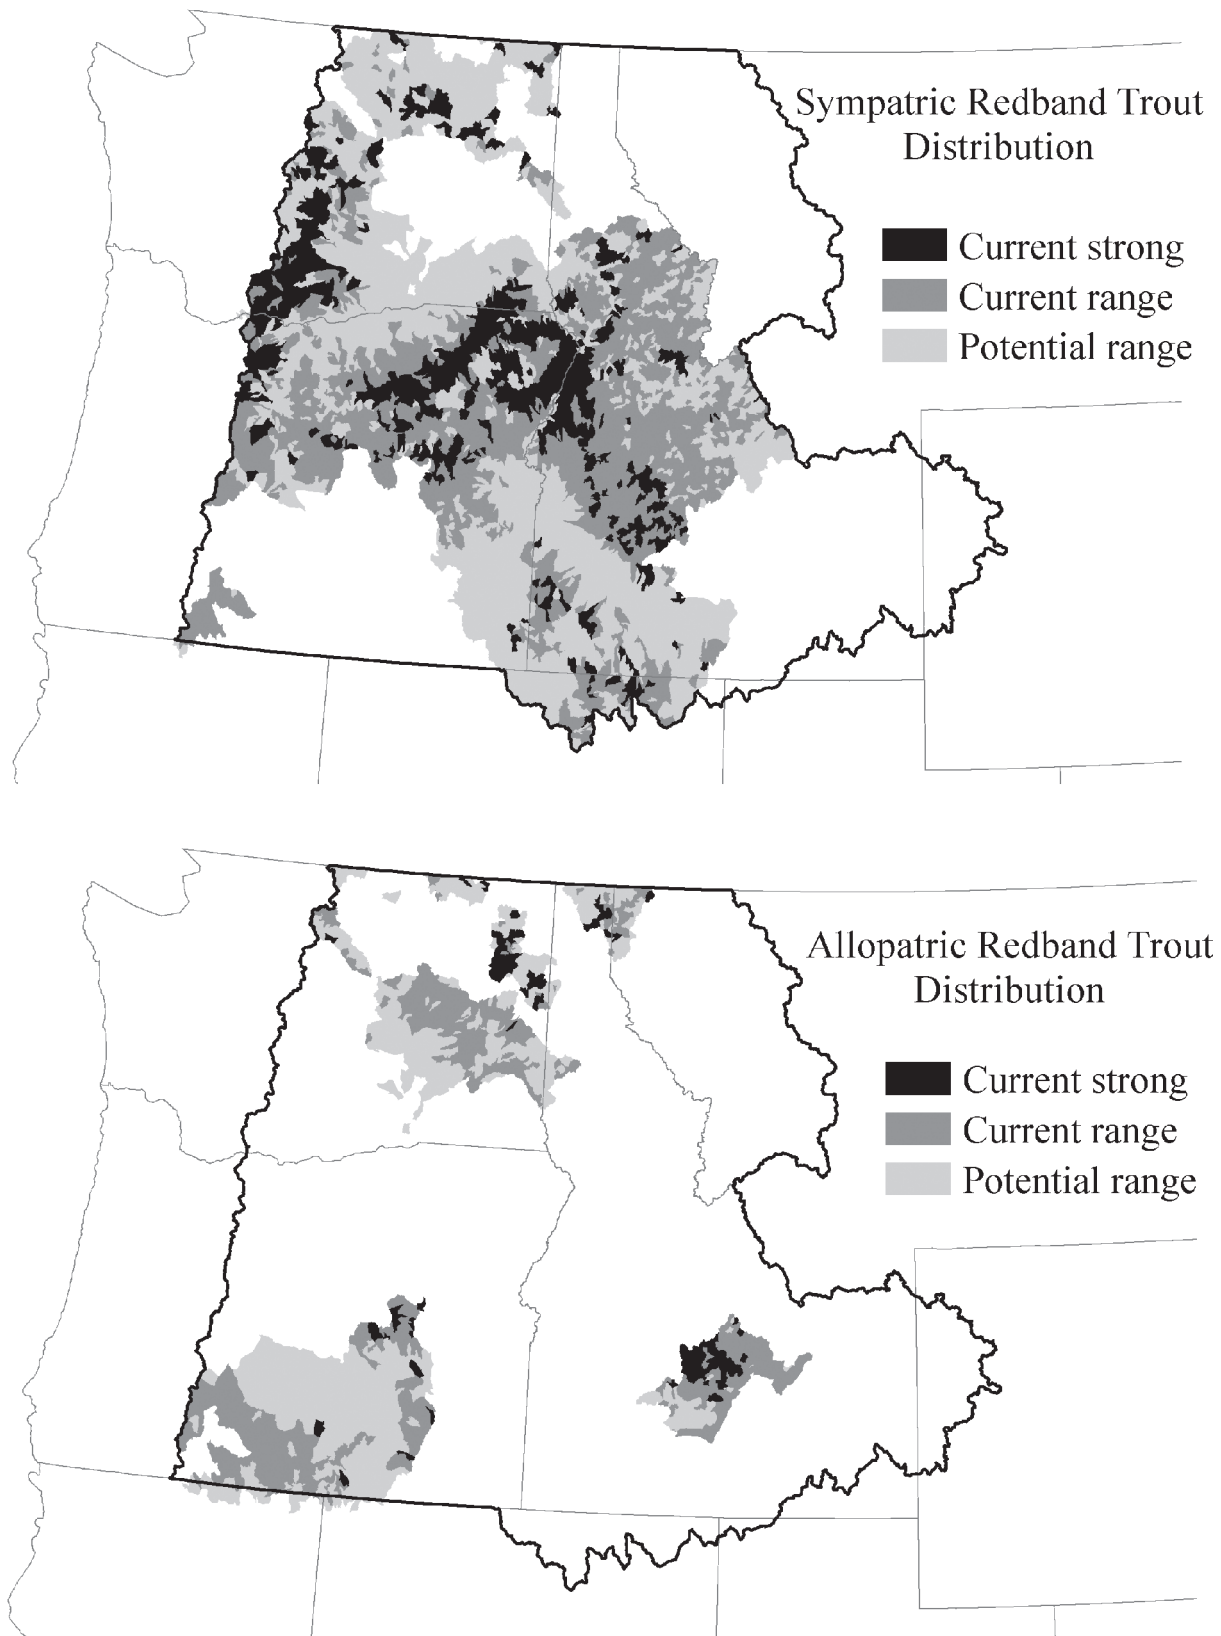 Sympatric Redband Trout
Distribution
Current strong
Current range
Potential range
Allopatric Redband Trout
Distribution
Current strong
Current range
Potential range